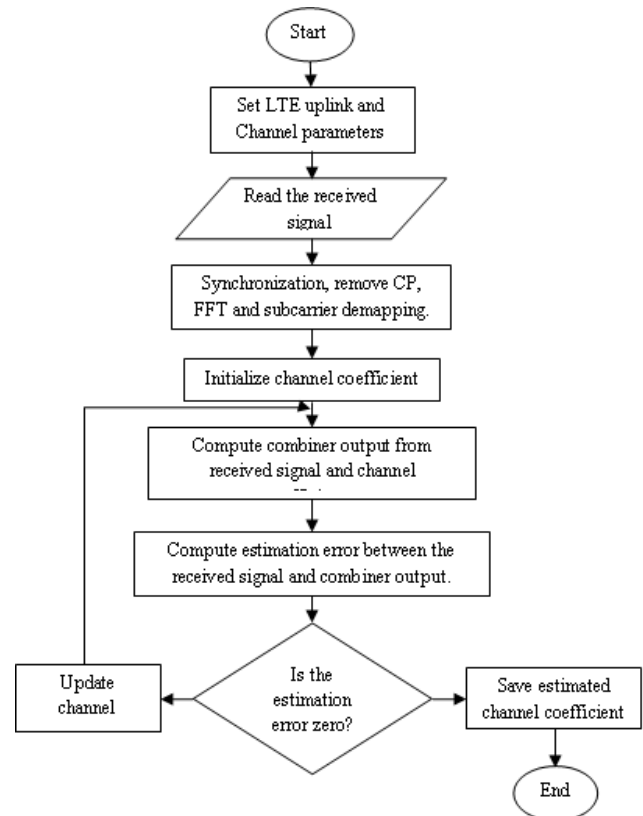 Start
Set LTE uplink and
Channel parameters
Read the received
signal
Synchronization, remove CP,
FFT and subcarrier demapping.
Initialize channel coefficient
Compute combiner output from
received signal and channel
Compute estimation error between the
received signal and combiner output.
Is the
estimation
error zero?
Update
channel
Save estimated
channel coefficient
End